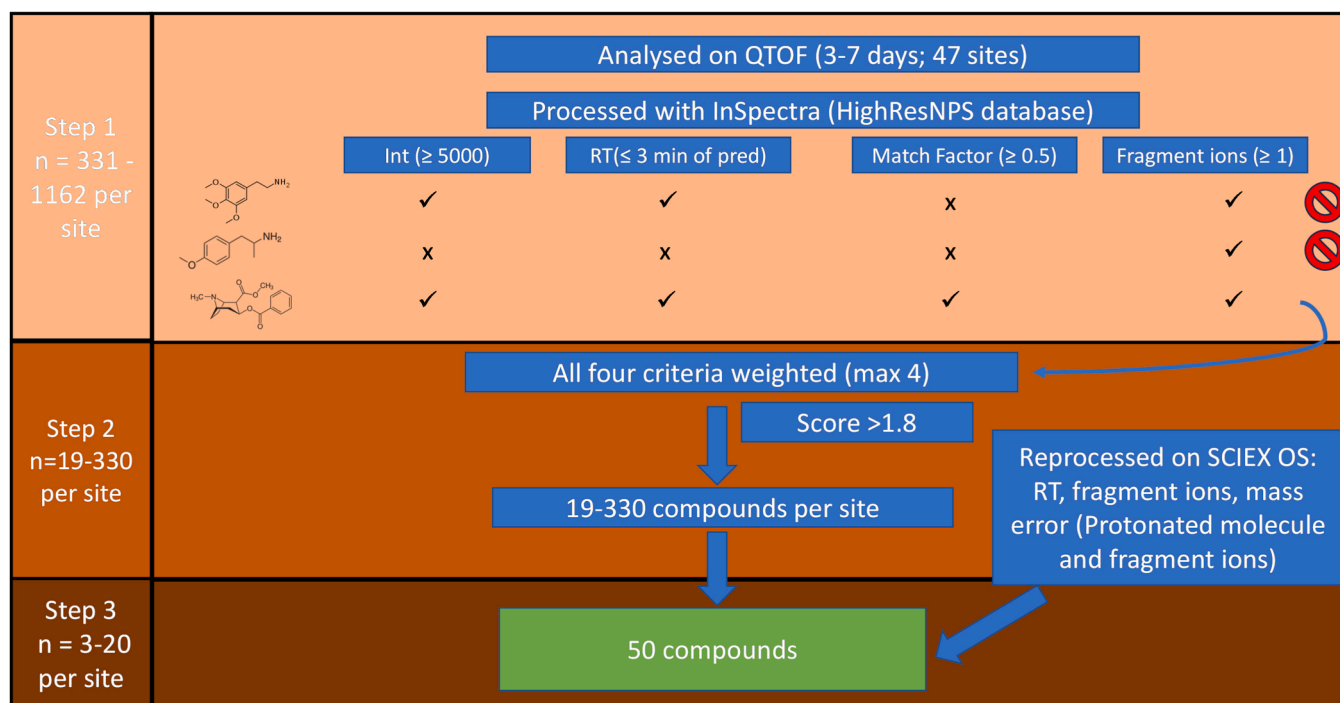 Analysed on QTOF (3-7 days; 47 sites)
Processed with InSpectra (HighResNPS database)
Step 1
n = 331 -
1162 per
site
Int (≥ 5000)
RT(≤ 3 min of pred)
Match Factor (≥ 0.5)
Fragment ions (≥ 1)
O
O
O
NH₂
✓
✓
x
✓
O
NH₂
x
x
x
✓
H₃C
N
O
O
CH₃
O
O
✓
✓
✓
✓
Step 2
n=19-330
per site
All four criteria weighted (max 4)
Score >1.8
19-330 compounds per site
Reprocessed on SCIEX OS:
RT, fragment ions, mass
error (Protonated molecule
and fragment ions)
Step 3
n = 3-20
per site
50 compounds